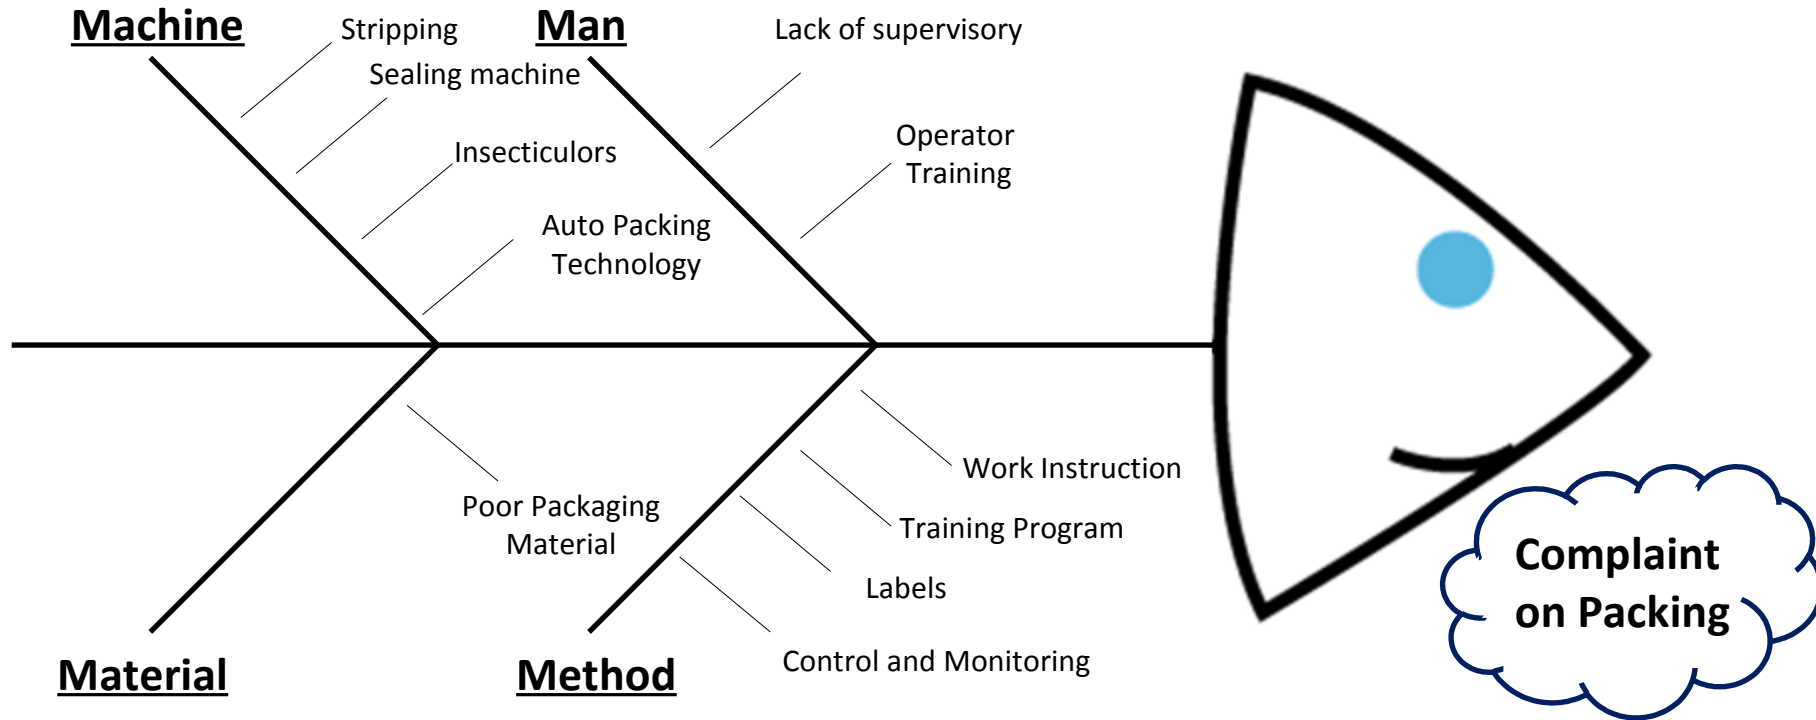 Machine
Stripping
Sealing machine
Insecticulors
Auto Packing
Technology
Man
Lack of supervisory
Operator
Training
Material
Poor Packaging
Material
Method
Work Instruction
Training Program
Labels
Control and Monitoring
Complaint
on Packing